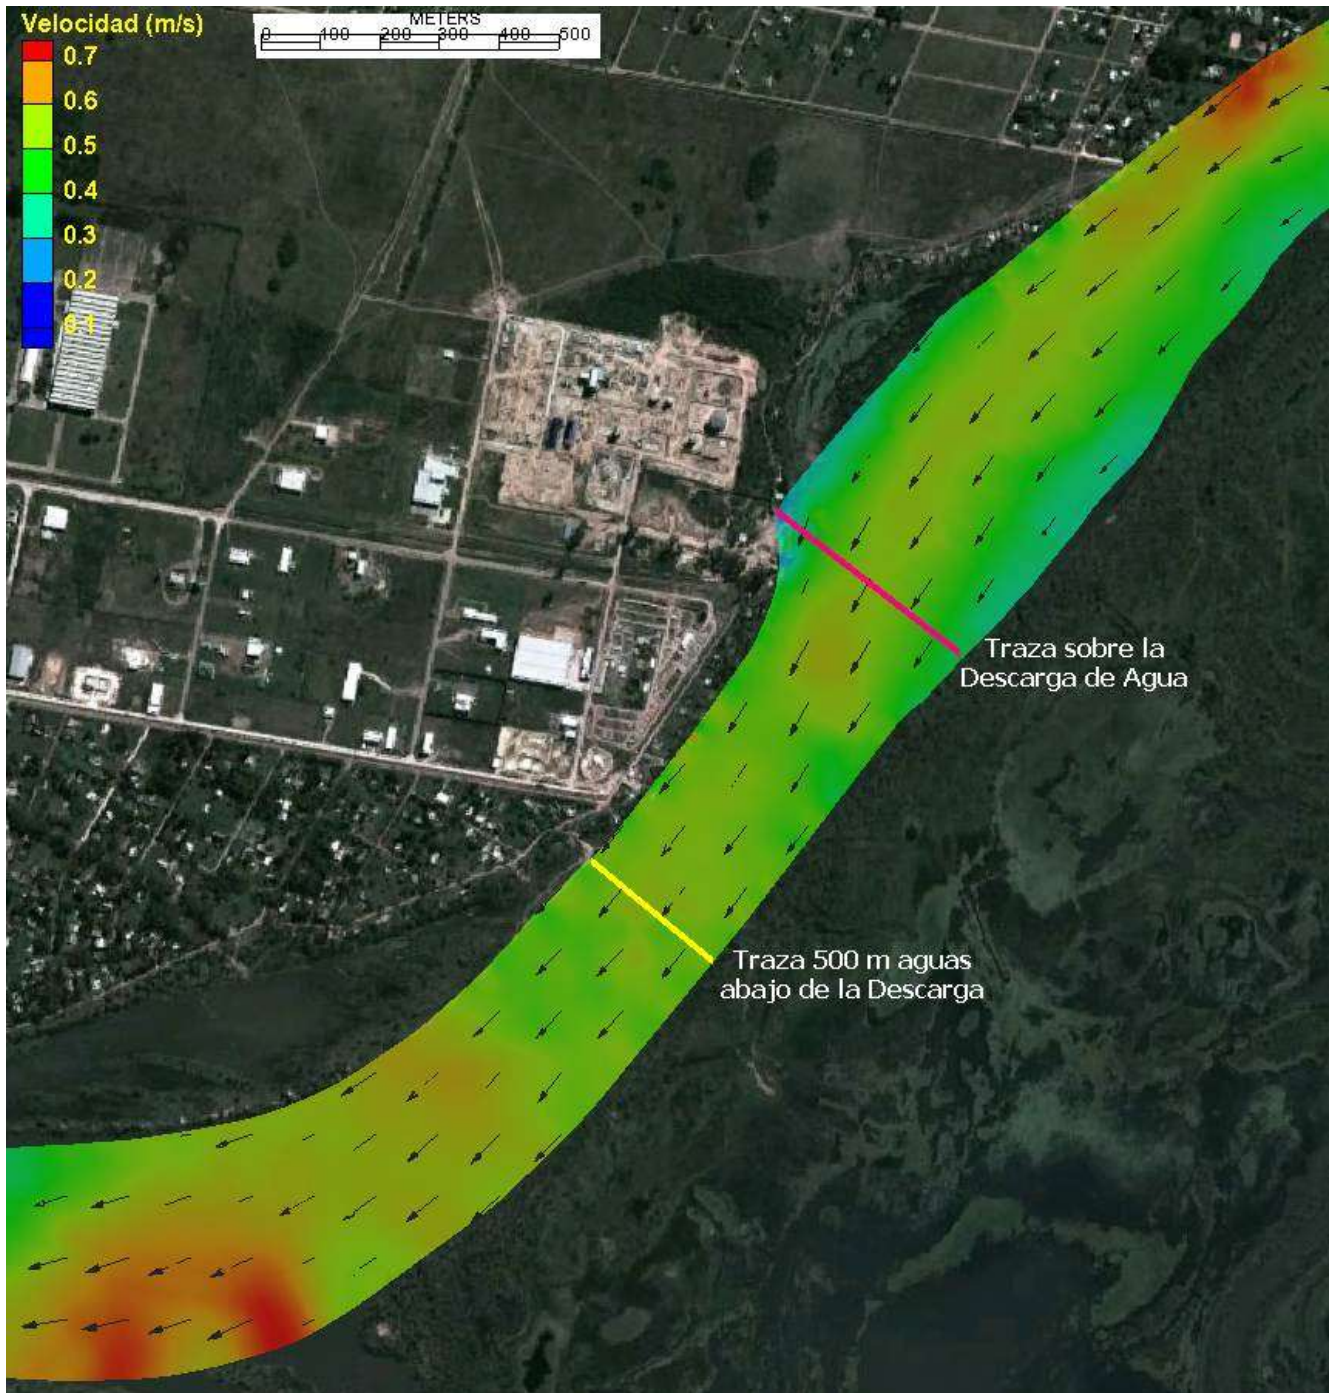 Velocidad (m/s)
0.7
0.6
0.5
0.4
0.3
0.2
0.1
METERS
0 100 200 300 400 500
Traza sobre la
Descarga de Agua
Traza 500 m aguas
abajo de la Descarga